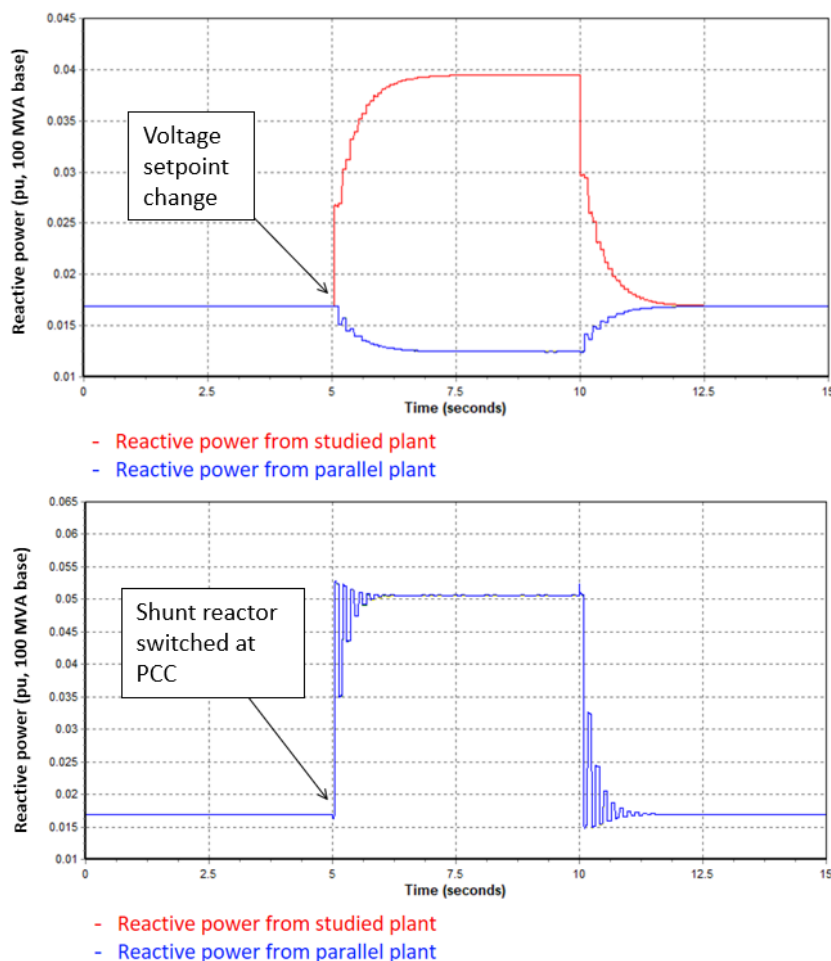 0.045
0.04
0.035
0.03
0.025
0.02
0.015
0.01
Reactive power (pu, 100 MVA base)
Voltage
setpoint
change
0
2.5
5
7.5
10
12.5
15
Time (seconds)
- Reactive power from studied plant
- Reactive power from parallel plant
0.065
0.06
0.055
0.05
0.045
0.04
0.035
0.03
0.025
0.02
0.015
0.01
Reactive power (pu, 100 MVA base)
Shunt reactor
switched at
PCC
0
2.5
5
7.5
10
12.5
15
Time (seconds)
- Reactive power from studied plant
- Reactive power from parallel plant